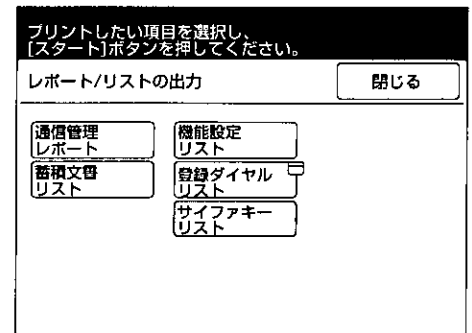 プリントしたい項目を選択し、
[スタート]ボタンを押してください。
レポート/リストの出力
閉じる
通信管理
レポート
機能設定
リスト
蓄積文書
リスト
登録ダイヤル
リスト
サイファキー
リスト